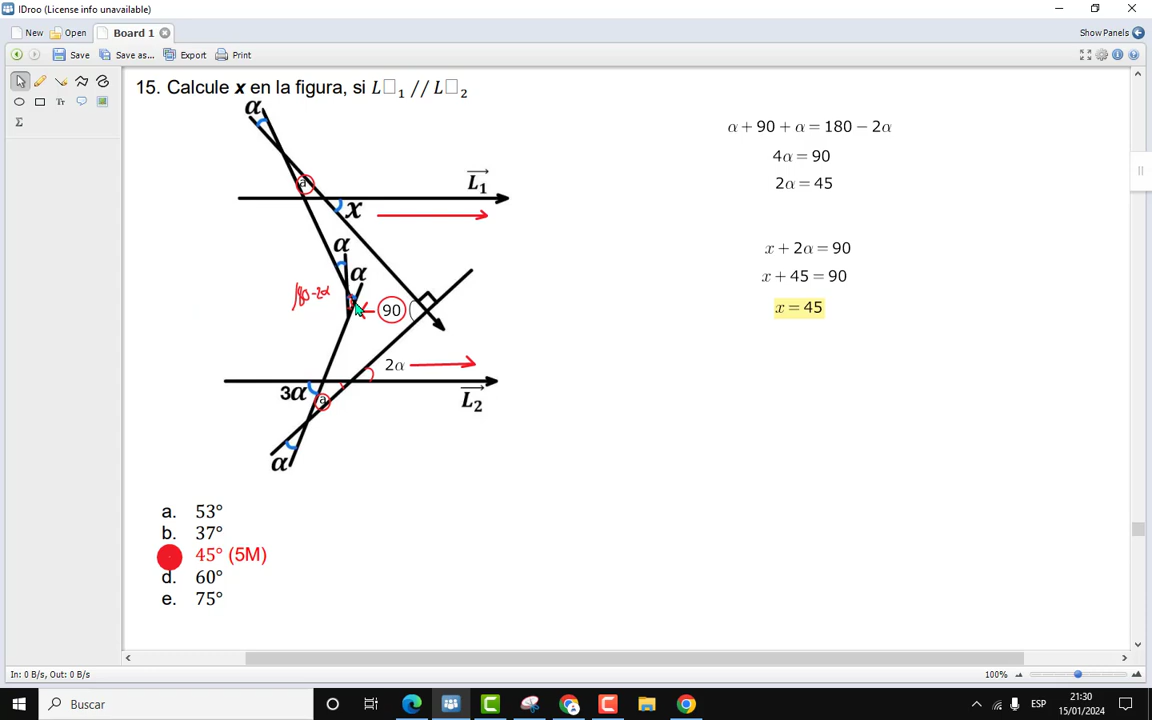 IDroo (License info unavailable)
New Open Board 1 Show Panels
Save Save as... Export Print
Tr
Σ
15. Calcule x en la figura, si L□₁ // L□₂
α
a
L₁
x
α
α
180-2α
90
2α
3α
a
L₂
α
α + 90 + α = 180 − 2α
4α = 90
2α = 45
x + 2α = 90
x + 45 = 90
x = 45
a. 53°
b. 37°
45° (5M)
d. 60°
e. 75°
In: 0 B/s, Out: 0 B/s
100%
Buscar
ESP
21:30
15/01/2024